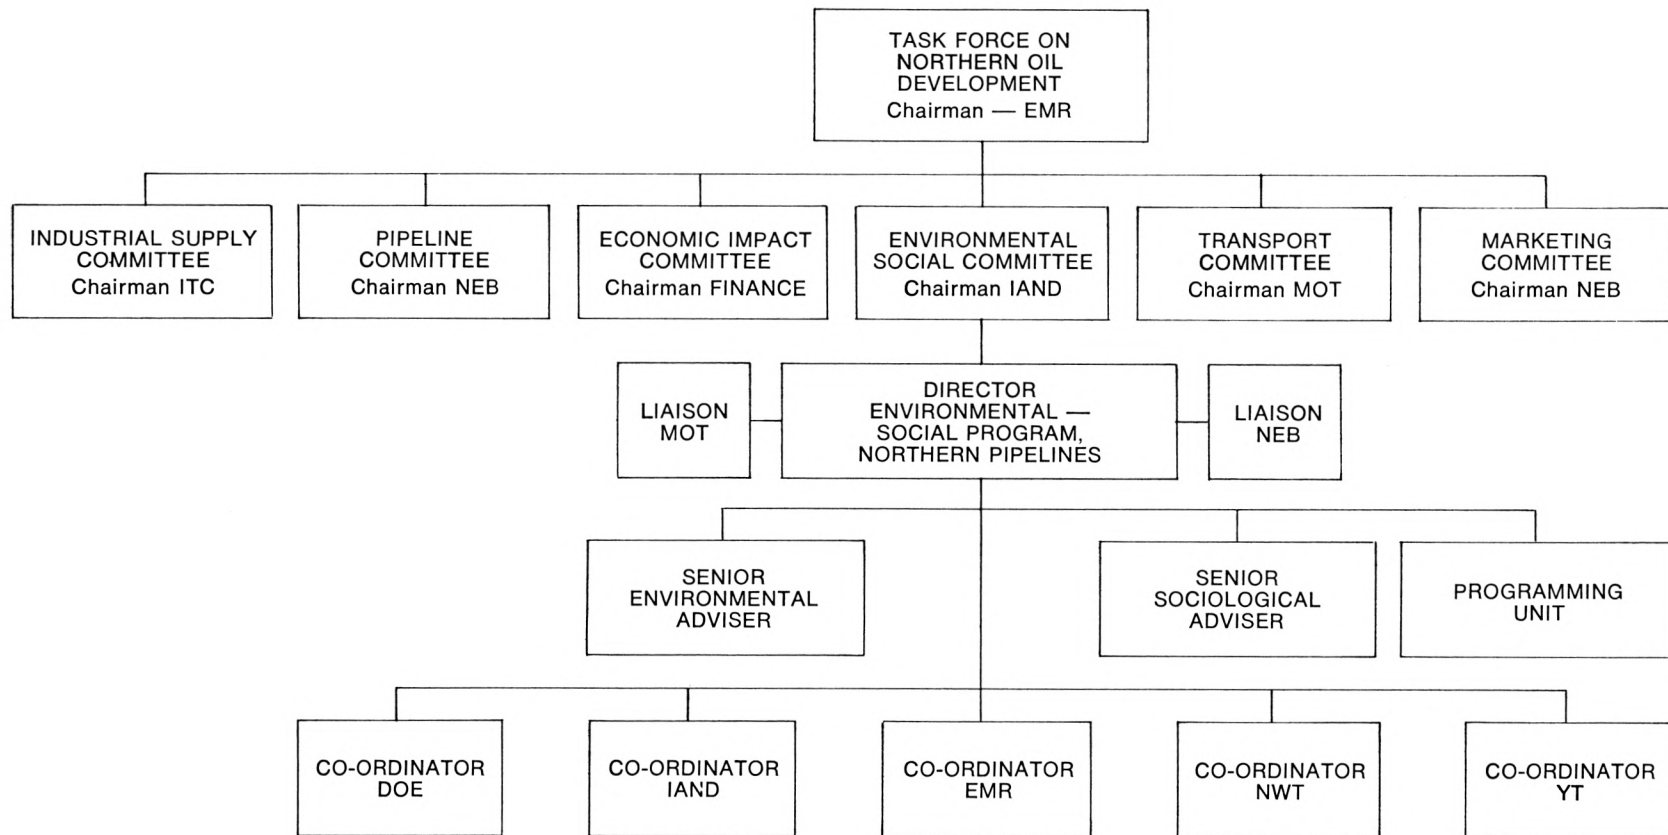 TASK FORCE ON
NORTHERN OIL
DEVELOPMENT
Chairman — EMR
INDUSTRIAL SUPPLY
COMMITTEE
Chairman ITC
PIPELINE
COMMITTEE
Chairman NEB
ECONOMIC IMPACT
COMMITTEE
Chairman FINANCE
ENVIRONMENTAL
SOCIAL COMMITTEE
Chairman IAND
TRANSPORT
COMMITTEE
Chairman MOT
MARKETING
COMMITTEE
Chairman NEB
LIAISON
MOT
DIRECTOR
ENVIRONMENTAL —
SOCIAL PROGRAM,
NORTHERN PIPELINES
LIAISON
NEB
SENIOR
ENVIRONMENTAL
ADVISER
SENIOR
SOCIOLOGICAL
ADVISER
PROGRAMMING
UNIT
CO-ORDINATOR
DOE
CO-ORDINATOR
IAND
CO-ORDINATOR
EMR
CO-ORDINATOR
NWT
CO-ORDINATOR
YT